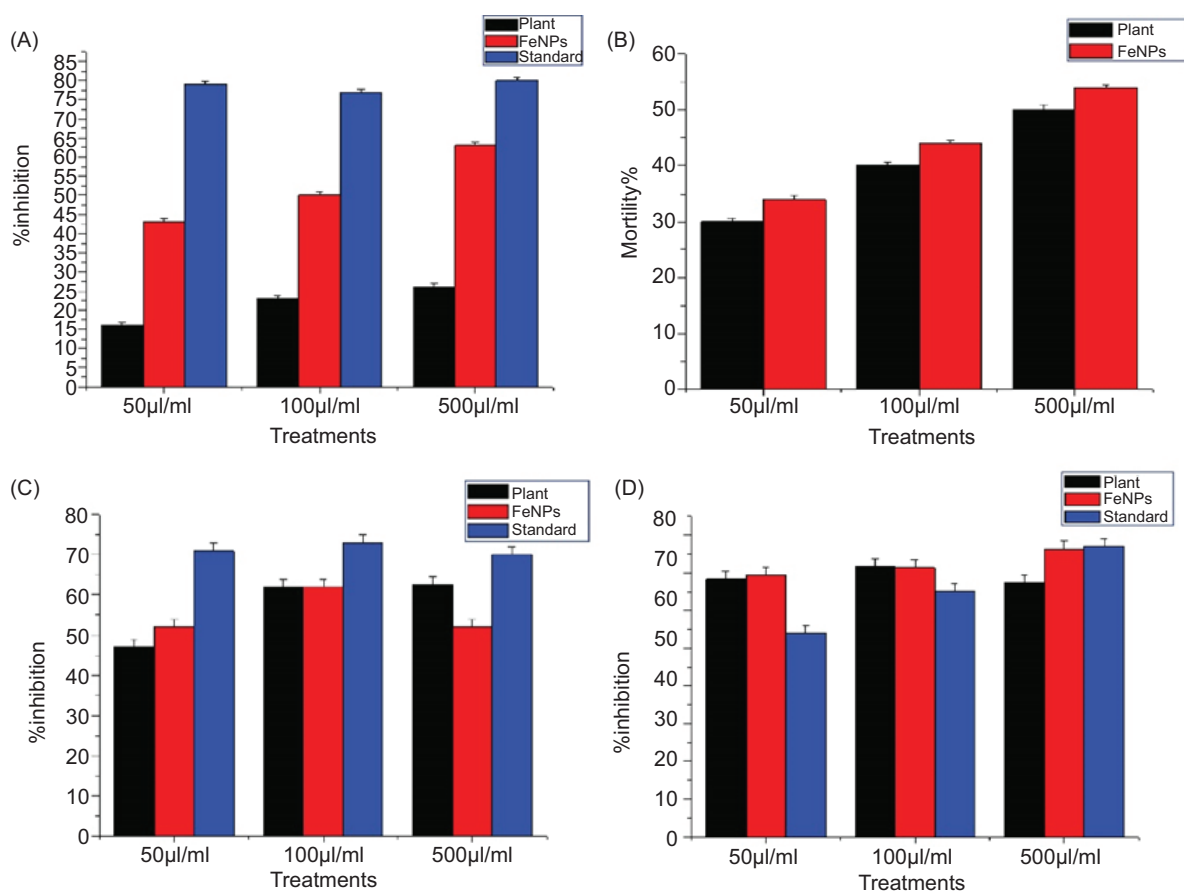 (A)
Plant
FeNPs
Standard
85
80
75
70
65
60
55
50
45
40
35
30
25
20
15
10
5
0
%inhibition
50µl/ml 100µl/ml 500µl/ml
Treatments
(B)
Plant
FeNPs
60
50
40
30
20
10
0
Mortility%
50µl/ml 100µl/ml 500µl/ml
Treatments
(C)
Plant
FeNPs
Standard
80
70
60
50
40
30
20
10
0
%inhibition
50µl/ml 100µl/ml 500µl/ml
Treatments
(D)
Plant
FeNPs
Standard
80
70
60
50
40
30
20
10
0
%inhibition
50µl/ml 100µl/ml 500µl/ml
Treatments